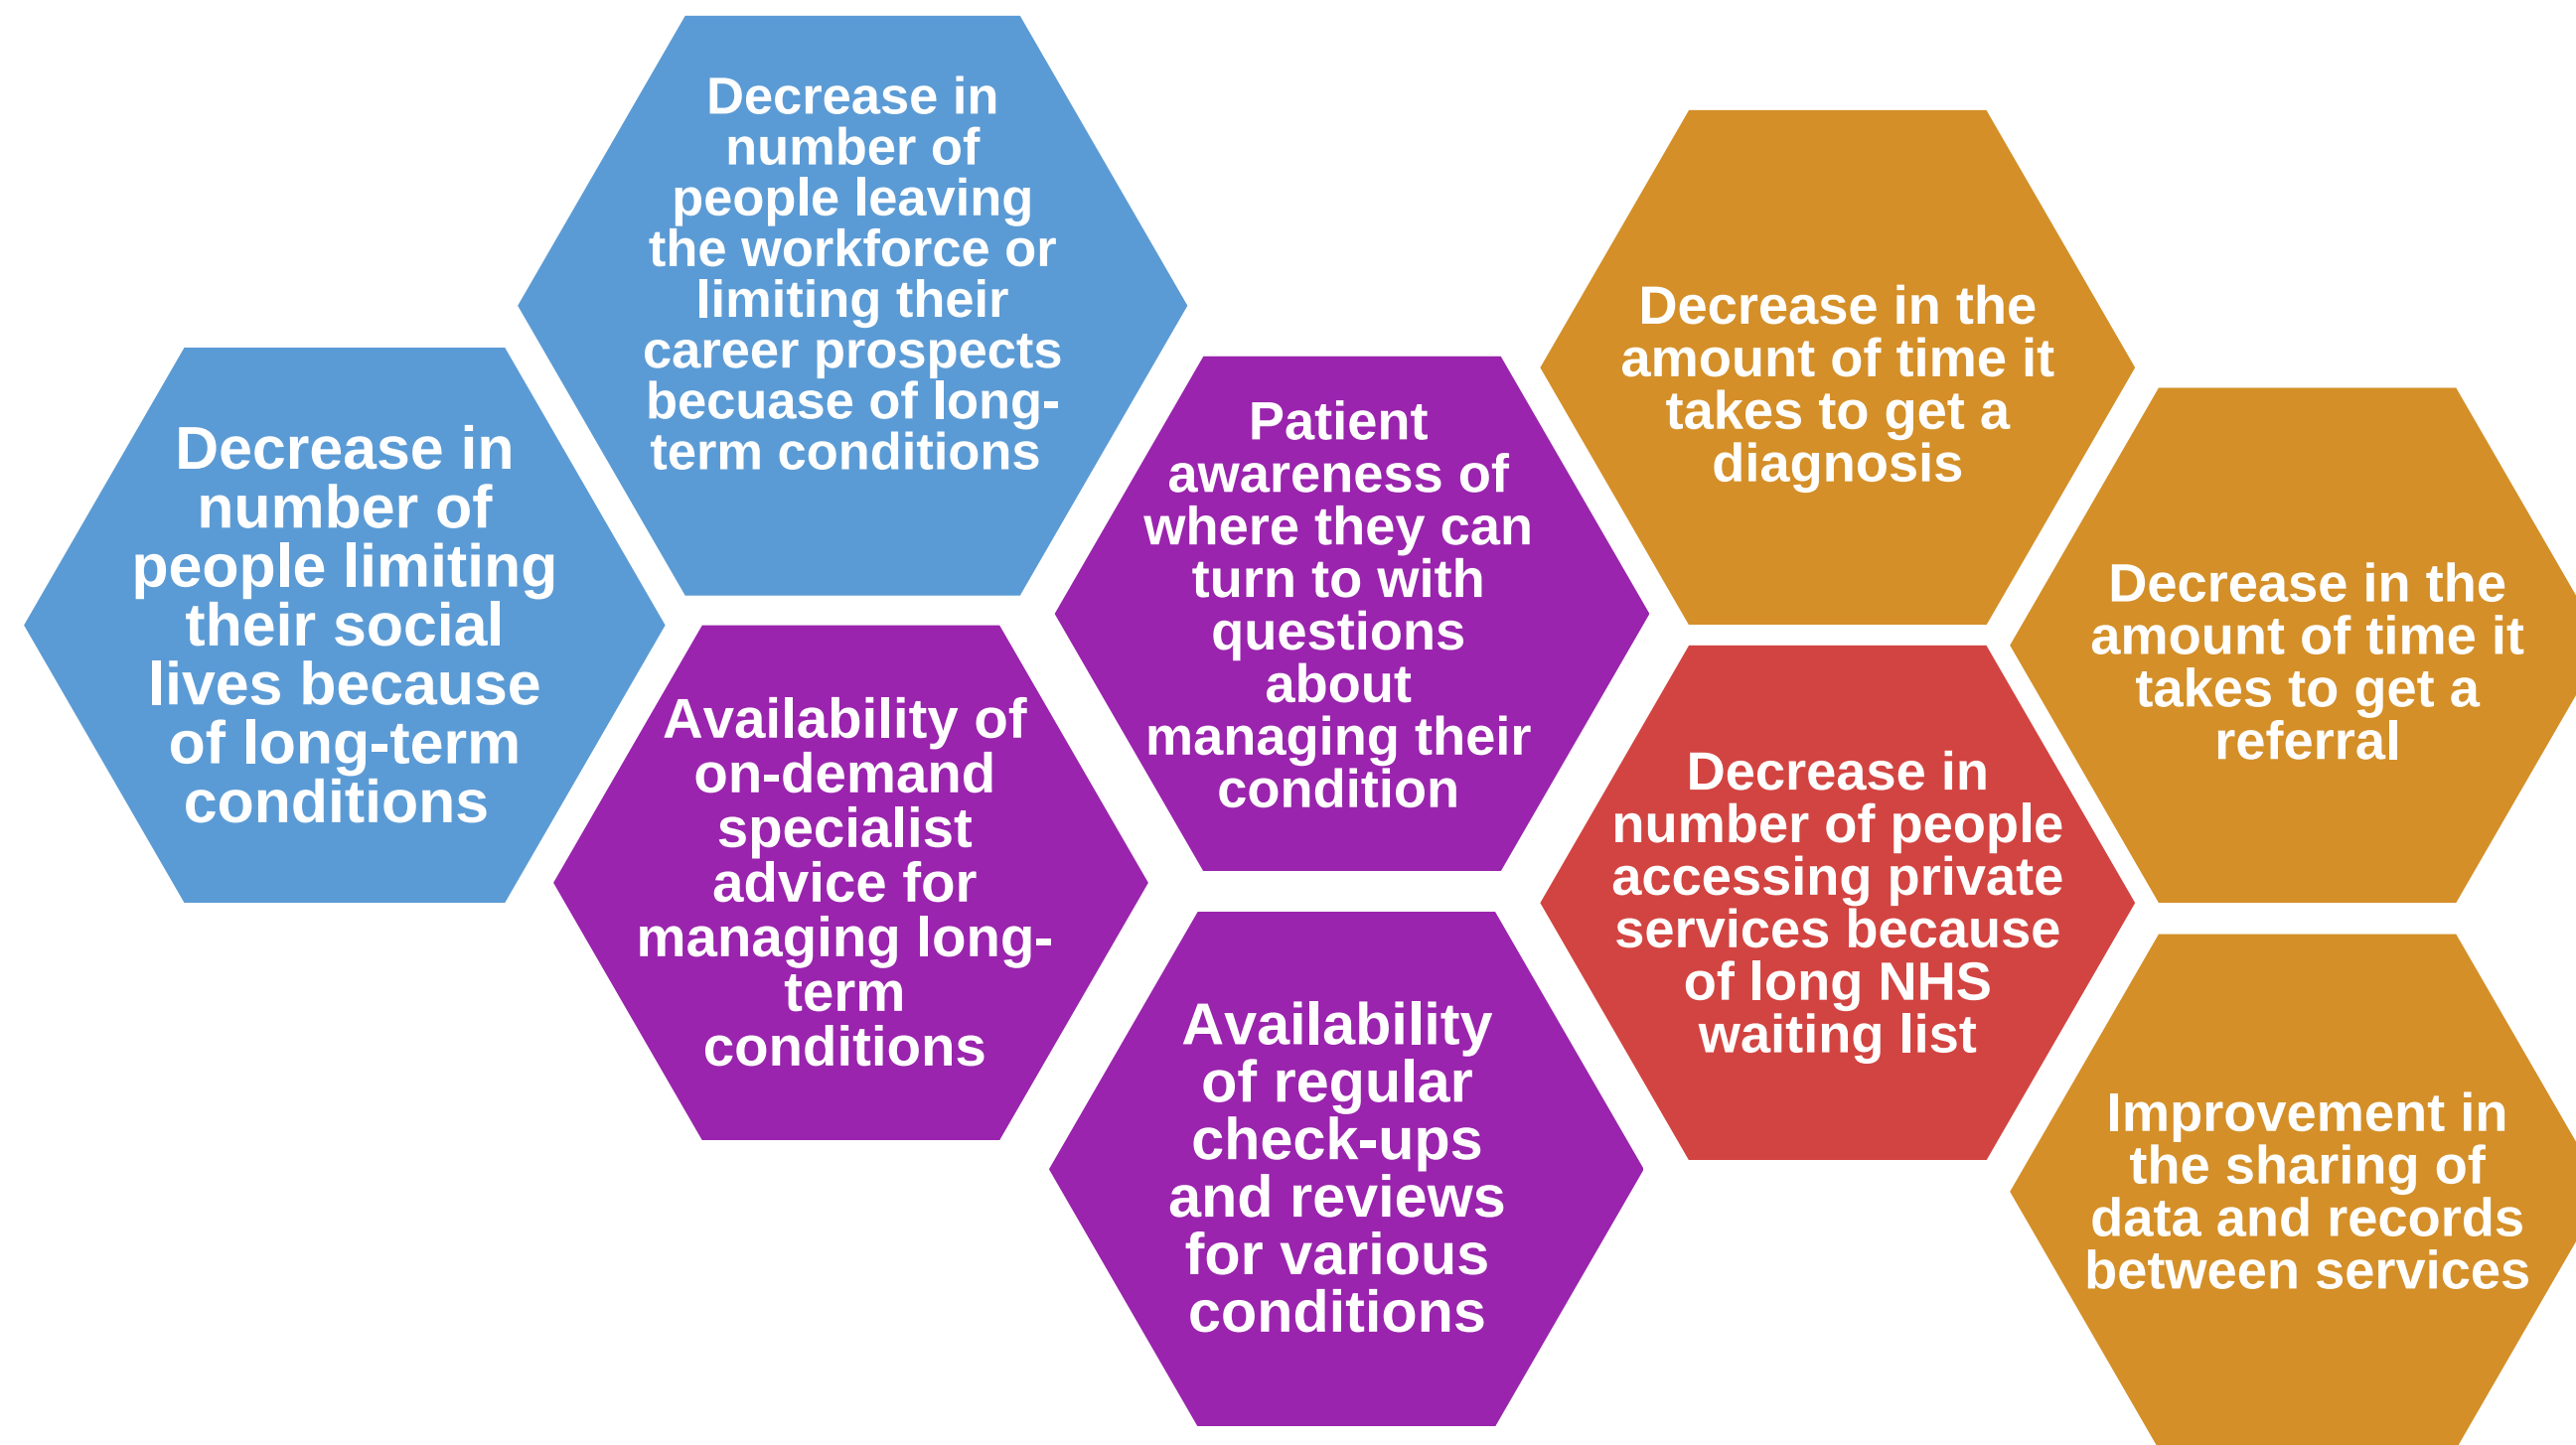 Decrease in
number of
people leaving
the workforce or
limiting their
career prospects
becuase of long-
term conditions
Decrease in
number of
people limiting
their social
lives because
of long-term
conditions
Patient
awareness of
where they can
turn to with
questions
about
managing their
condition
Availability of
on-demand
specialist
advice for
managing long-
term
conditions
Availability
of regular
check-ups
and reviews
for various
conditions
Decrease in the
amount of time it
takes to get a
diagnosis
Decrease in the
amount of time it
takes to get a
referral
Decrease in
number of people
accessing private
services because
of long NHS
waiting list
Improvement in
the sharing of
data and records
between services